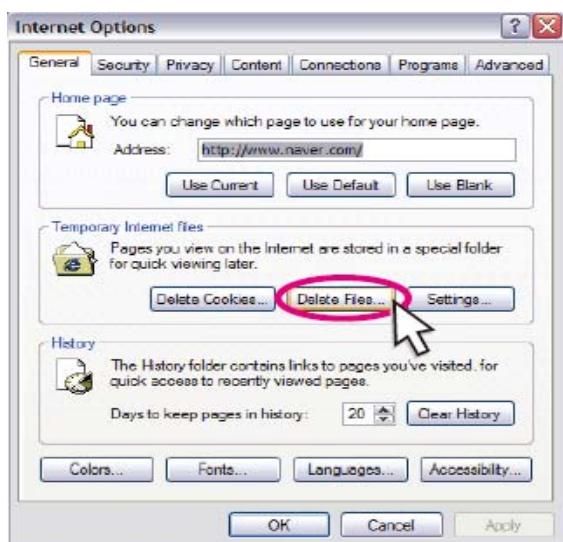 Internet Options
General Security Privacy Content Connections Programs Advanced
Home page
You can change which page to use for your home page.
Address: http://www.naver.com/
Use Current Use Default Use Blank
Temporary Internet files
Pages you view on the Internet are stored in a special folder
for quick viewing later.
Delete Cookies... Delete Files... Settings...
History
The History folder contains links to pages you've visited, for
quick access to recently viewed pages.
Days to keep pages in history: 20 Clear History
Colors... Fonts... Languages... Accessibility...
OK Cancel Apply